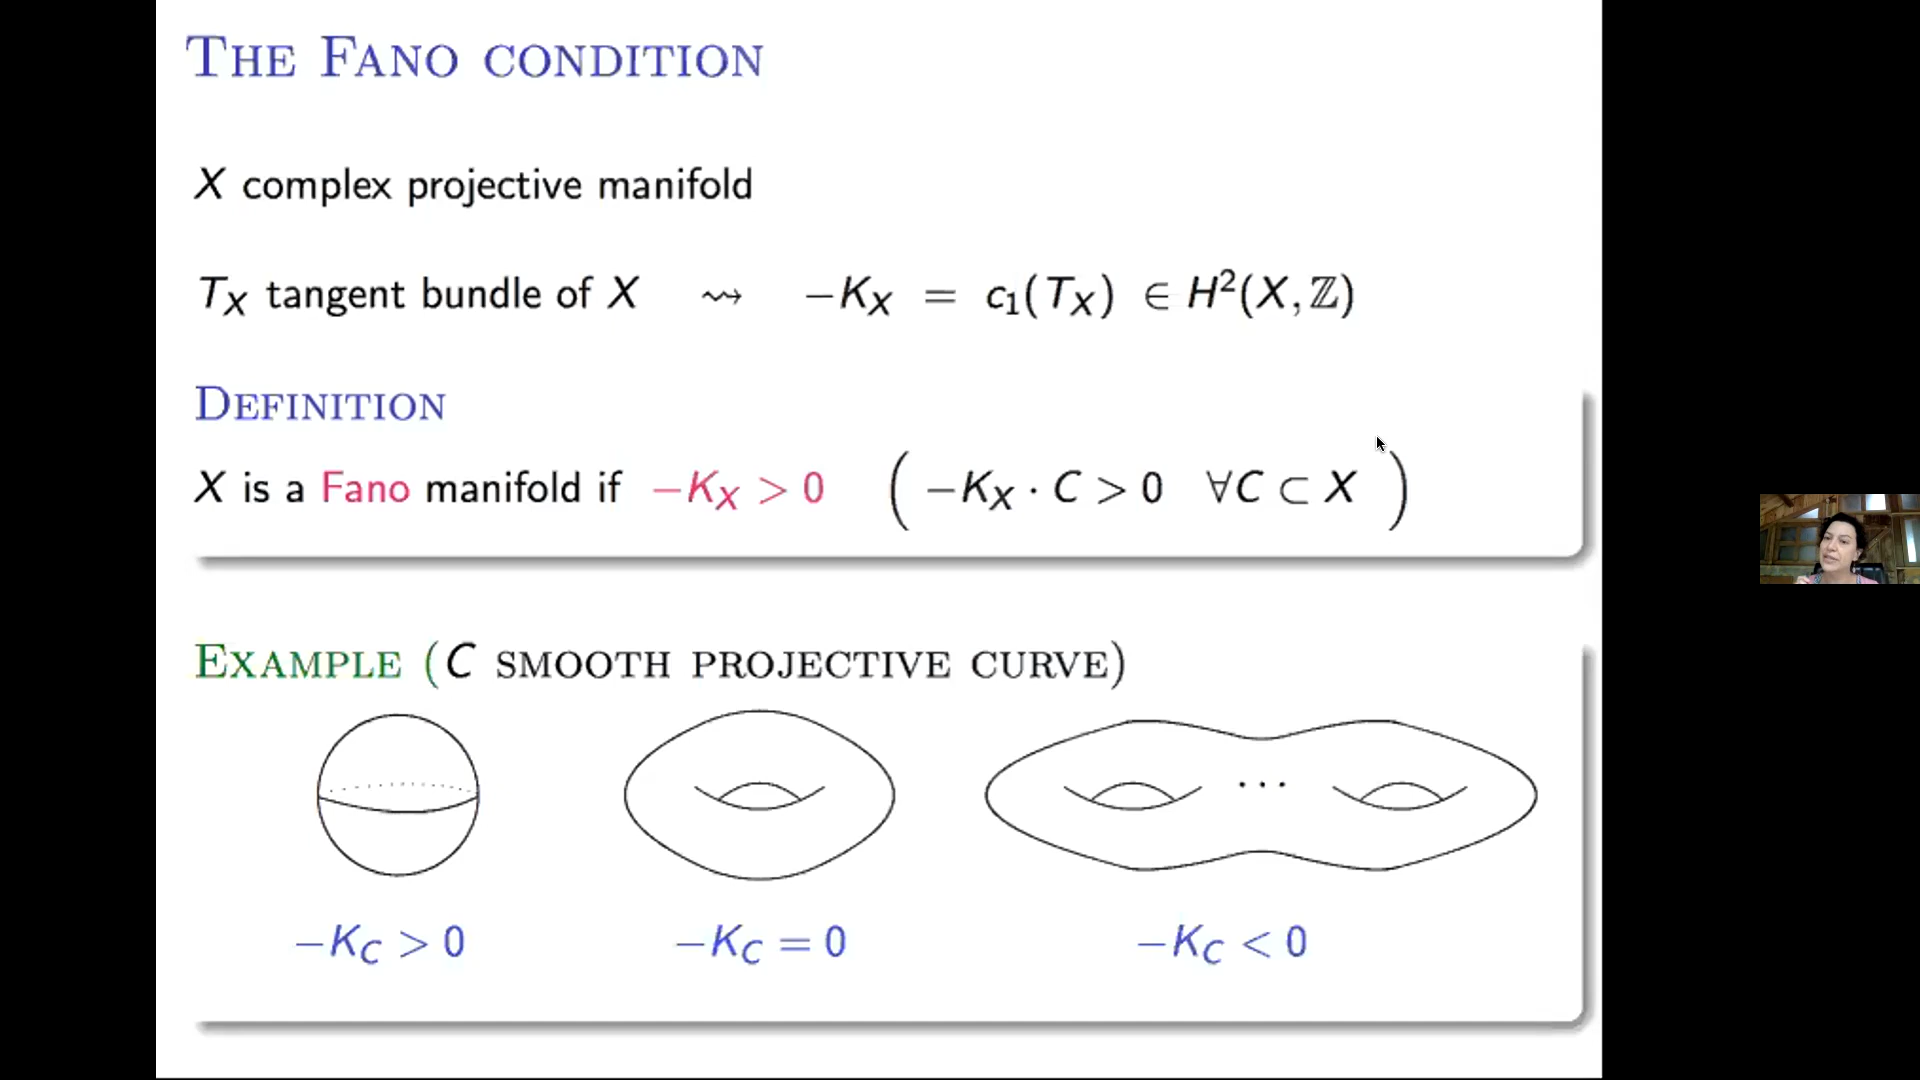 THE FANO CONDITION
X complex projective manifold
T_X tangent bundle of X ⇝ −K_X = c₁(T_X) ∈ H²(X, ℤ)
DEFINITION
X is a Fano manifold if −K_X > 0 ( −K_X · C > 0 ∀C ⊂ X )
EXAMPLE (C SMOOTH PROJECTIVE CURVE)
· · ·
−K_C > 0 −K_C = 0 −K_C < 0